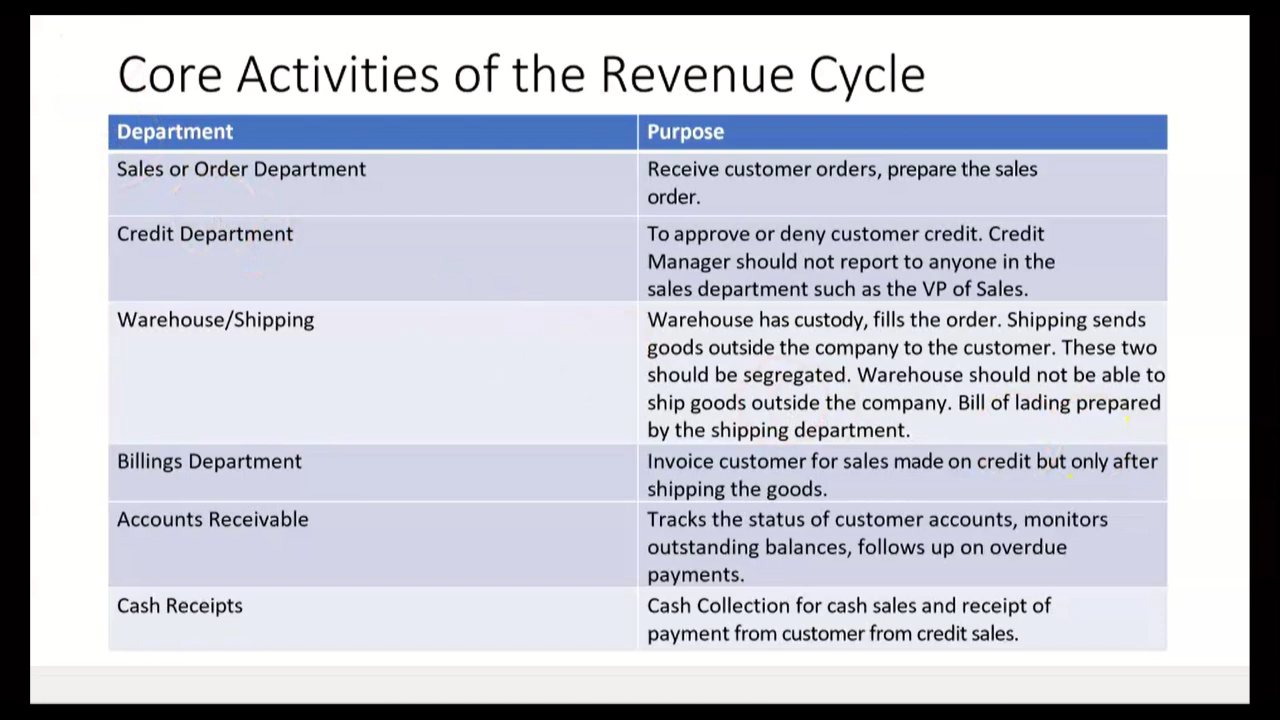 Core Activities of the Revenue Cycle
Department
Purpose
Sales or Order Department
Receive customer orders, prepare the sales
order.
Credit Department
To approve or deny customer credit. Credit
Manager should not report to anyone in the
sales department such as the VP of Sales.
Warehouse/Shipping
Warehouse has custody, fills the order. Shipping sends
goods outside the company to the customer. These two
should be segregated. Warehouse should not be able to
ship goods outside the company. Bill of lading prepared
by the shipping department.
Billings Department
Invoice customer for sales made on credit but only after
shipping the goods.
Accounts Receivable
Tracks the status of customer accounts, monitors
outstanding balances, follows up on overdue
payments.
Cash Receipts
Cash Collection for cash sales and receipt of
payment from customer from credit sales.